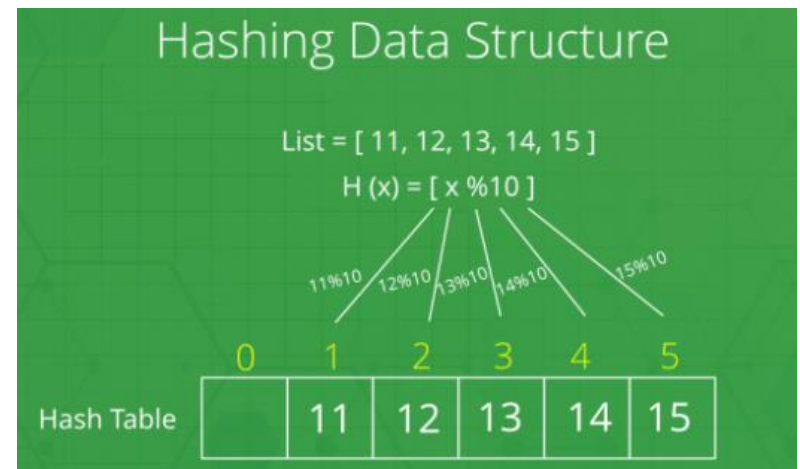 Hashing Data Structure
List = [ 11, 12, 13, 14, 15 ]
H (x) = [ x %10 ]
11%10 12%10 13%10 14%10 15%10
0 1 2 3 4 5
Hash Table 11 12 13 14 15